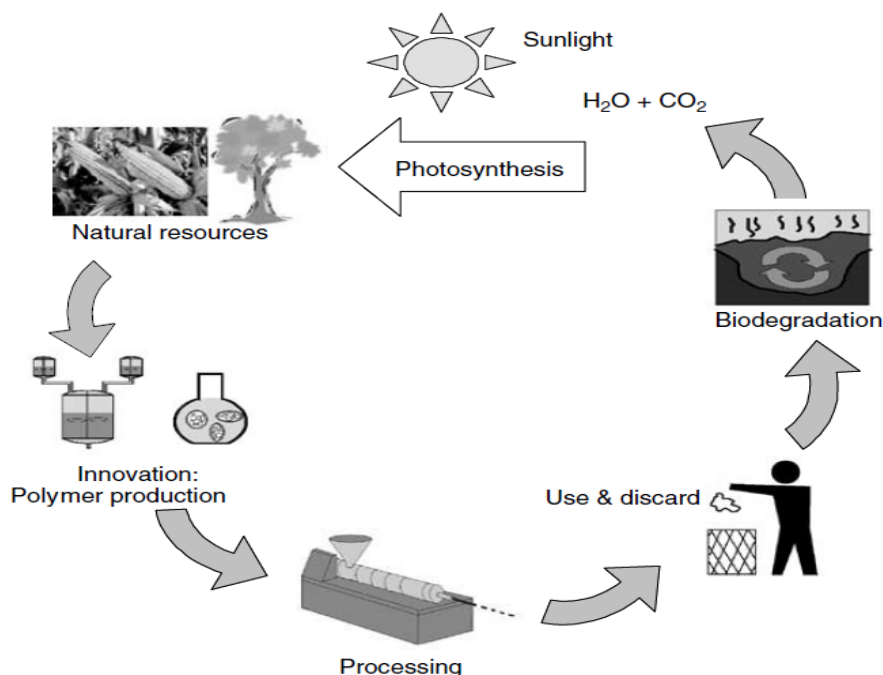 Sunlight
H₂O + CO₂
Photosynthesis
Natural resources
Biodegradation
Innovation:
Polymer production
Use & discard
Processing